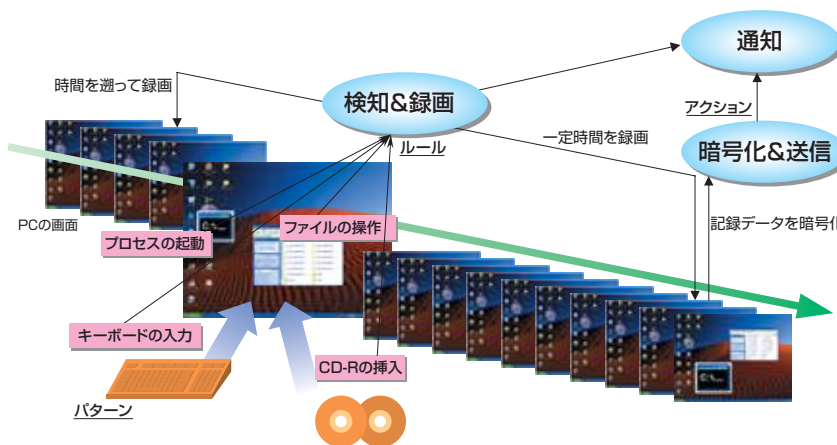 通知
時間を遡って録画
検知&録画
アクション
ルール
一定時間を録画
暗号化&送信
PCの画面
プロセスの起動
ファイルの操作
記録データを暗号化
キーボードの入力
CD-Rの挿入
パターン